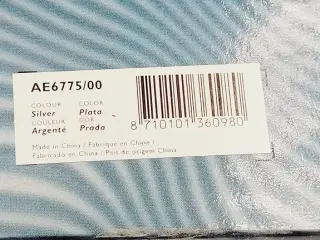 AE6775/00
COLOUR COLOR
Silver Plata
COULEUR COR
Argenté Prada
8 710101 360980
Made in China / Fabriqué en Chine /
Fabricado en China / País de origem China